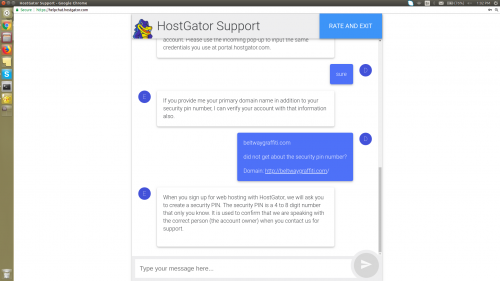 HostGator Support - Google Chrome
1:02 PM
Secure https://helpchat.hostgator.com
HostGator Support
RATE AND EXIT
account. Please use the incoming pop-up to input the same
credentials you use at portal.hostgator.com.
sure
D
E
If you provide me your primary domain name in addition to your
security pin number, I can verify your account with that information
also.
beltwaygraffiti.com
D
did not get about the security pin number?
Domain: http://beltwaygraffiti.com/
E
When you sign up for web hosting with HostGator, we will ask you
to create a security PIN. The security PIN is a 4 to 8 digit number
that only you know. It is used to confirm that we are speaking with
the correct person (the account owner) when you contact us for
support
Type your message here...